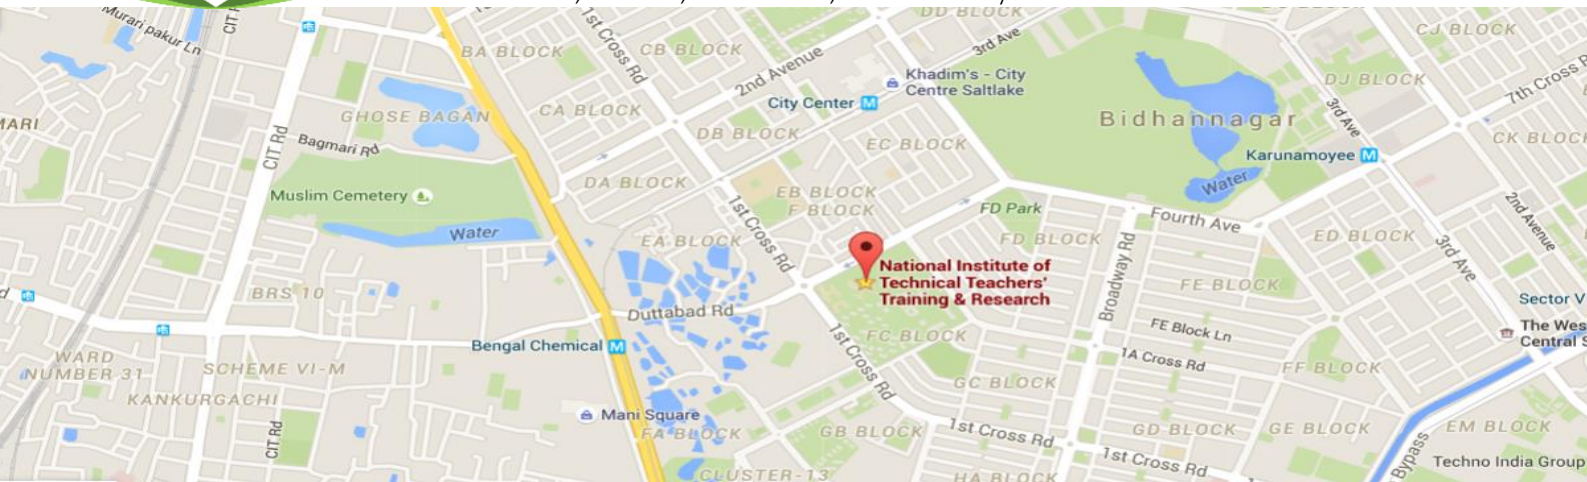 Murari pakur Ln
DD BLOCK
CIT R
1st Cross Rd
BA BLOCK
CB BLOCK
2nd Avenue
3rd Ave
CJ BLOCK
Khadim's - City
Centre Saltlake
City Center
DJ BLOCK
7th Cross
3rd Ave
GHOSE BAGAN
CA BLOCK
DB BLOCK
EC BLOCK
Bidhannagar
CK BLOCK
MARI
CIT Rd
Bagmari Rd
Karunamoyee
Muslim Cemetery
DA BLOCK
EB BLOCK
F BLOCK
Water
FD Park
Fourth Ave
2nd Avenue
Water
EA BLOCK
1st Cross Rd
FD BLOCK
ED BLOCK
3rd Ave
National Institute of
Technical Teachers'
Training & Research
Broadway Rd
FE BLOCK
BRS 10
Sector V
Duttabad Rd
FE Block Ln
The Wes
Central S
FC BLOCK
Bengal Chemical
1st Cross Rd
1A Cross Rd
WARD
NUMBER 31
SCHEME VI-M
FF BLOCK
GC BLOCK
KANKURGACHI
Mani Square
FA BLOCK
GB BLOCK
1st Cross Rd
GD BLOCK
GE BLOCK
EM BLOCK
CIT Rd
1st Cross Rd
Bypass
Techno India Group
CLUSTER-13
HA BLOCK